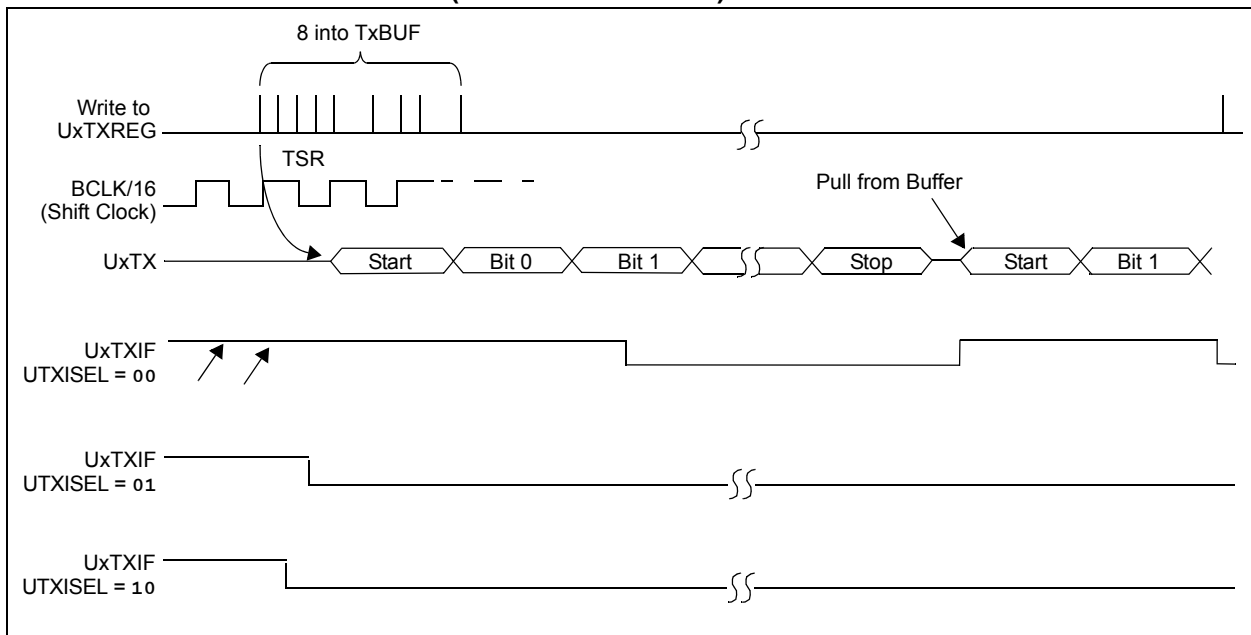 8 into TxBUF
Write to
UxTXREG
TSR
BCLK/16
(Shift Clock)
Pull from Buffer
UxTX
Start
Bit 0
Bit 1
Stop
Start
Bit 1
UxTXIF
UTXISEL = 00
UxTXIF
UTXISEL = 01
UxTXIF
UTXISEL = 10